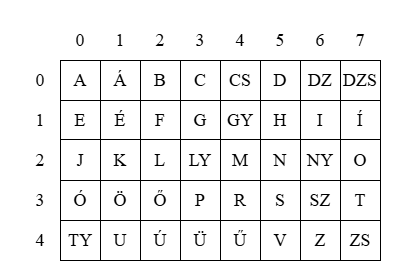 0 1 2 3 4 5 6 7
0 A Á B C CS D DZ DZS
1 E É F G GY H I Í
2 J K L LY M N NY O
3 Ó Ö Ő P R S SZ T
4 TY U Ú Ü Ű V Z ZS